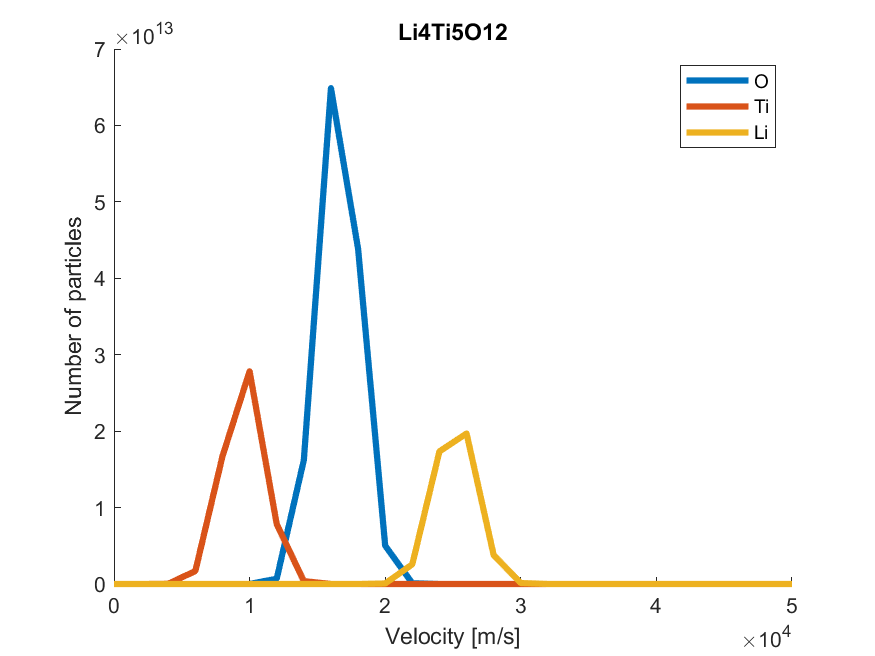 Li4Ti5O12
×10^13
7
6
5
4
3
2
1
0
Number of particles
O
Ti
Li
0 1 2 3 4 5
Velocity [m/s]
×10^4